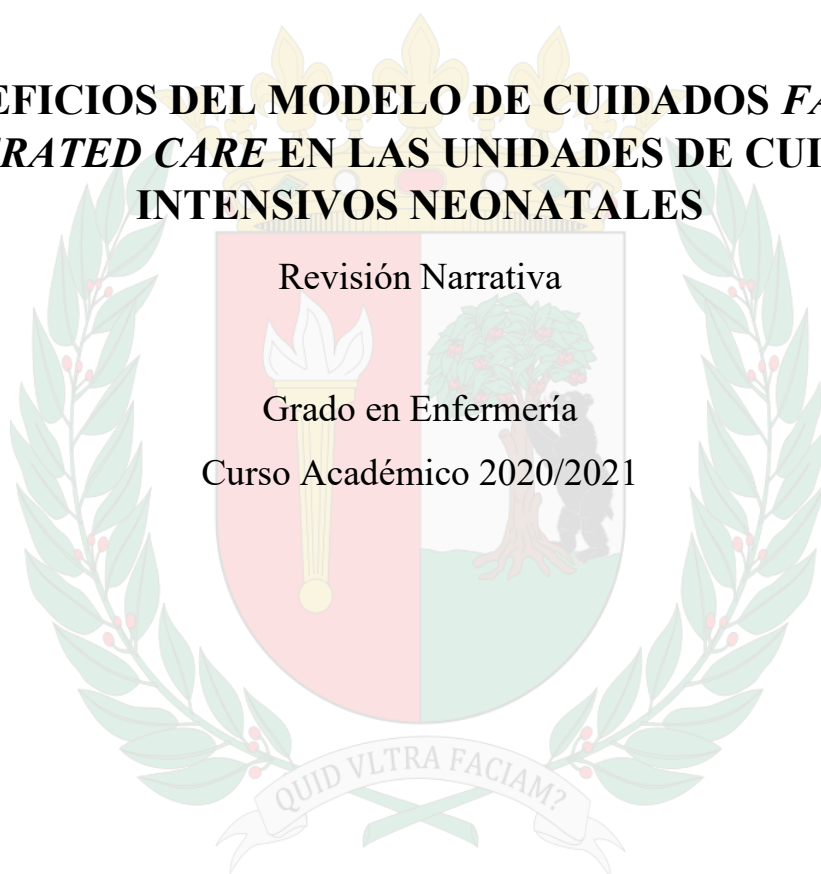 EFICIOS DEL MODELO DE CUIDADOS FA
RATED CARE EN LAS UNIDADES DE CUI
INTENSIVOS NEONATALES
Revisión Narrativa
Grado en Enfermería
Curso Académico 2020/2021
QUID VLTRA FACIAM?